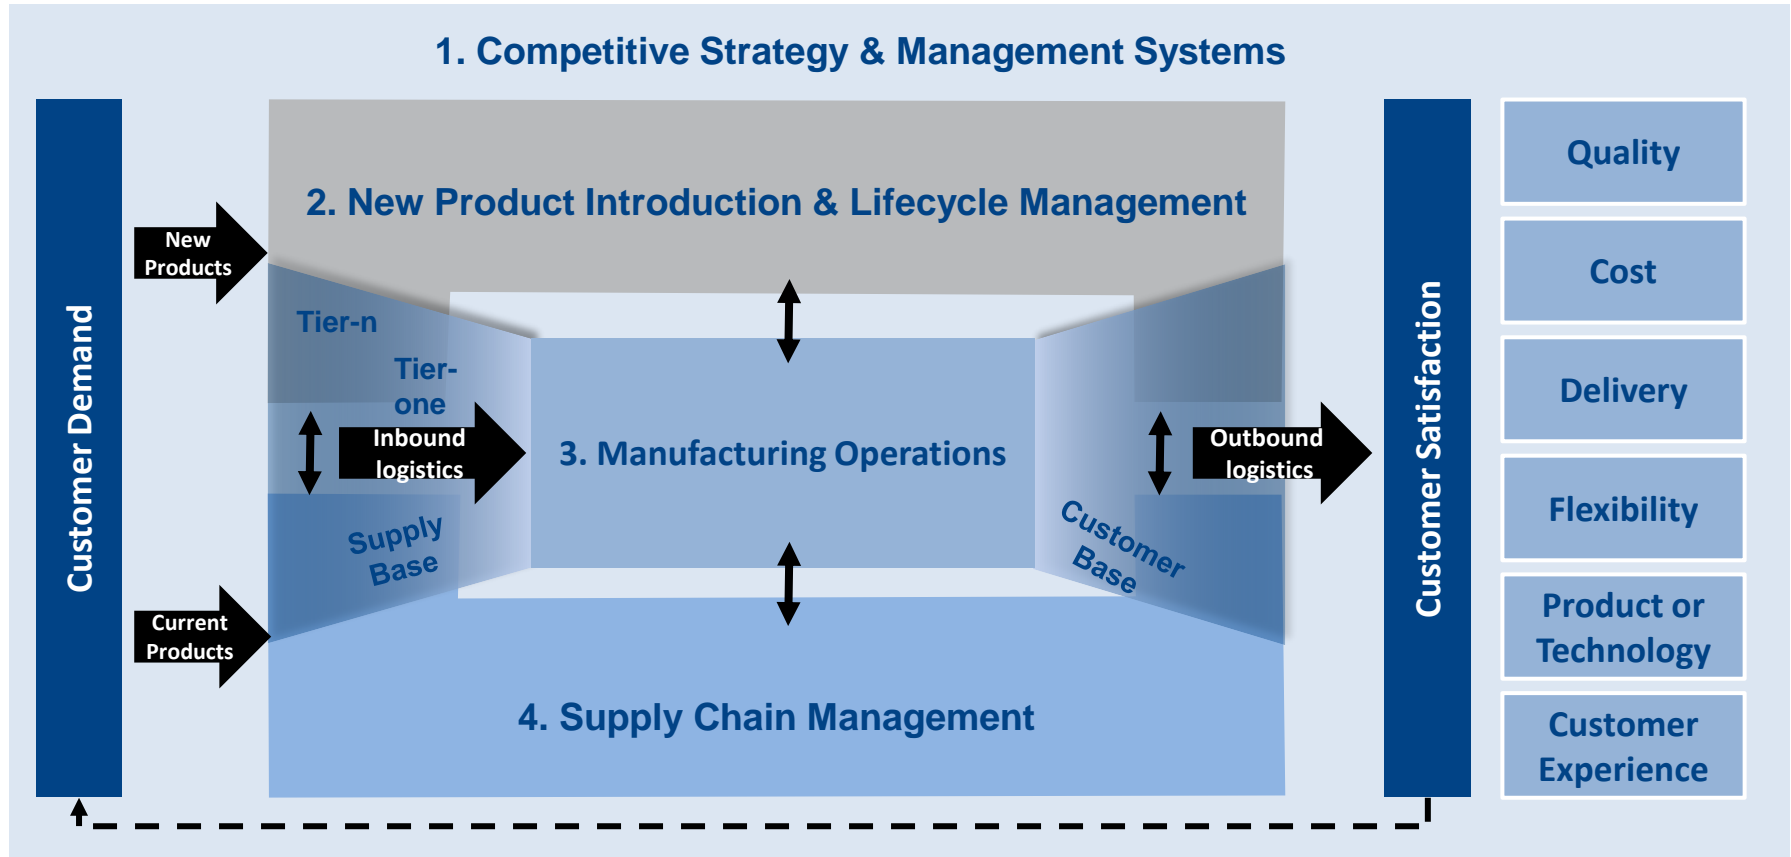 1. Competitive Strategy & Management Systems
Customer Demand
New
Products
Current
Products
2. New Product Introduction & Lifecycle Management
Tier-n
Tier-
one
Inbound
logistics
Supply
Base
3. Manufacturing Operations
Customer
Base
Outbound
logistics
4. Supply Chain Management
Customer Satisfaction
Quality
Cost
Delivery
Flexibility
Product or
Technology
Customer
Experience